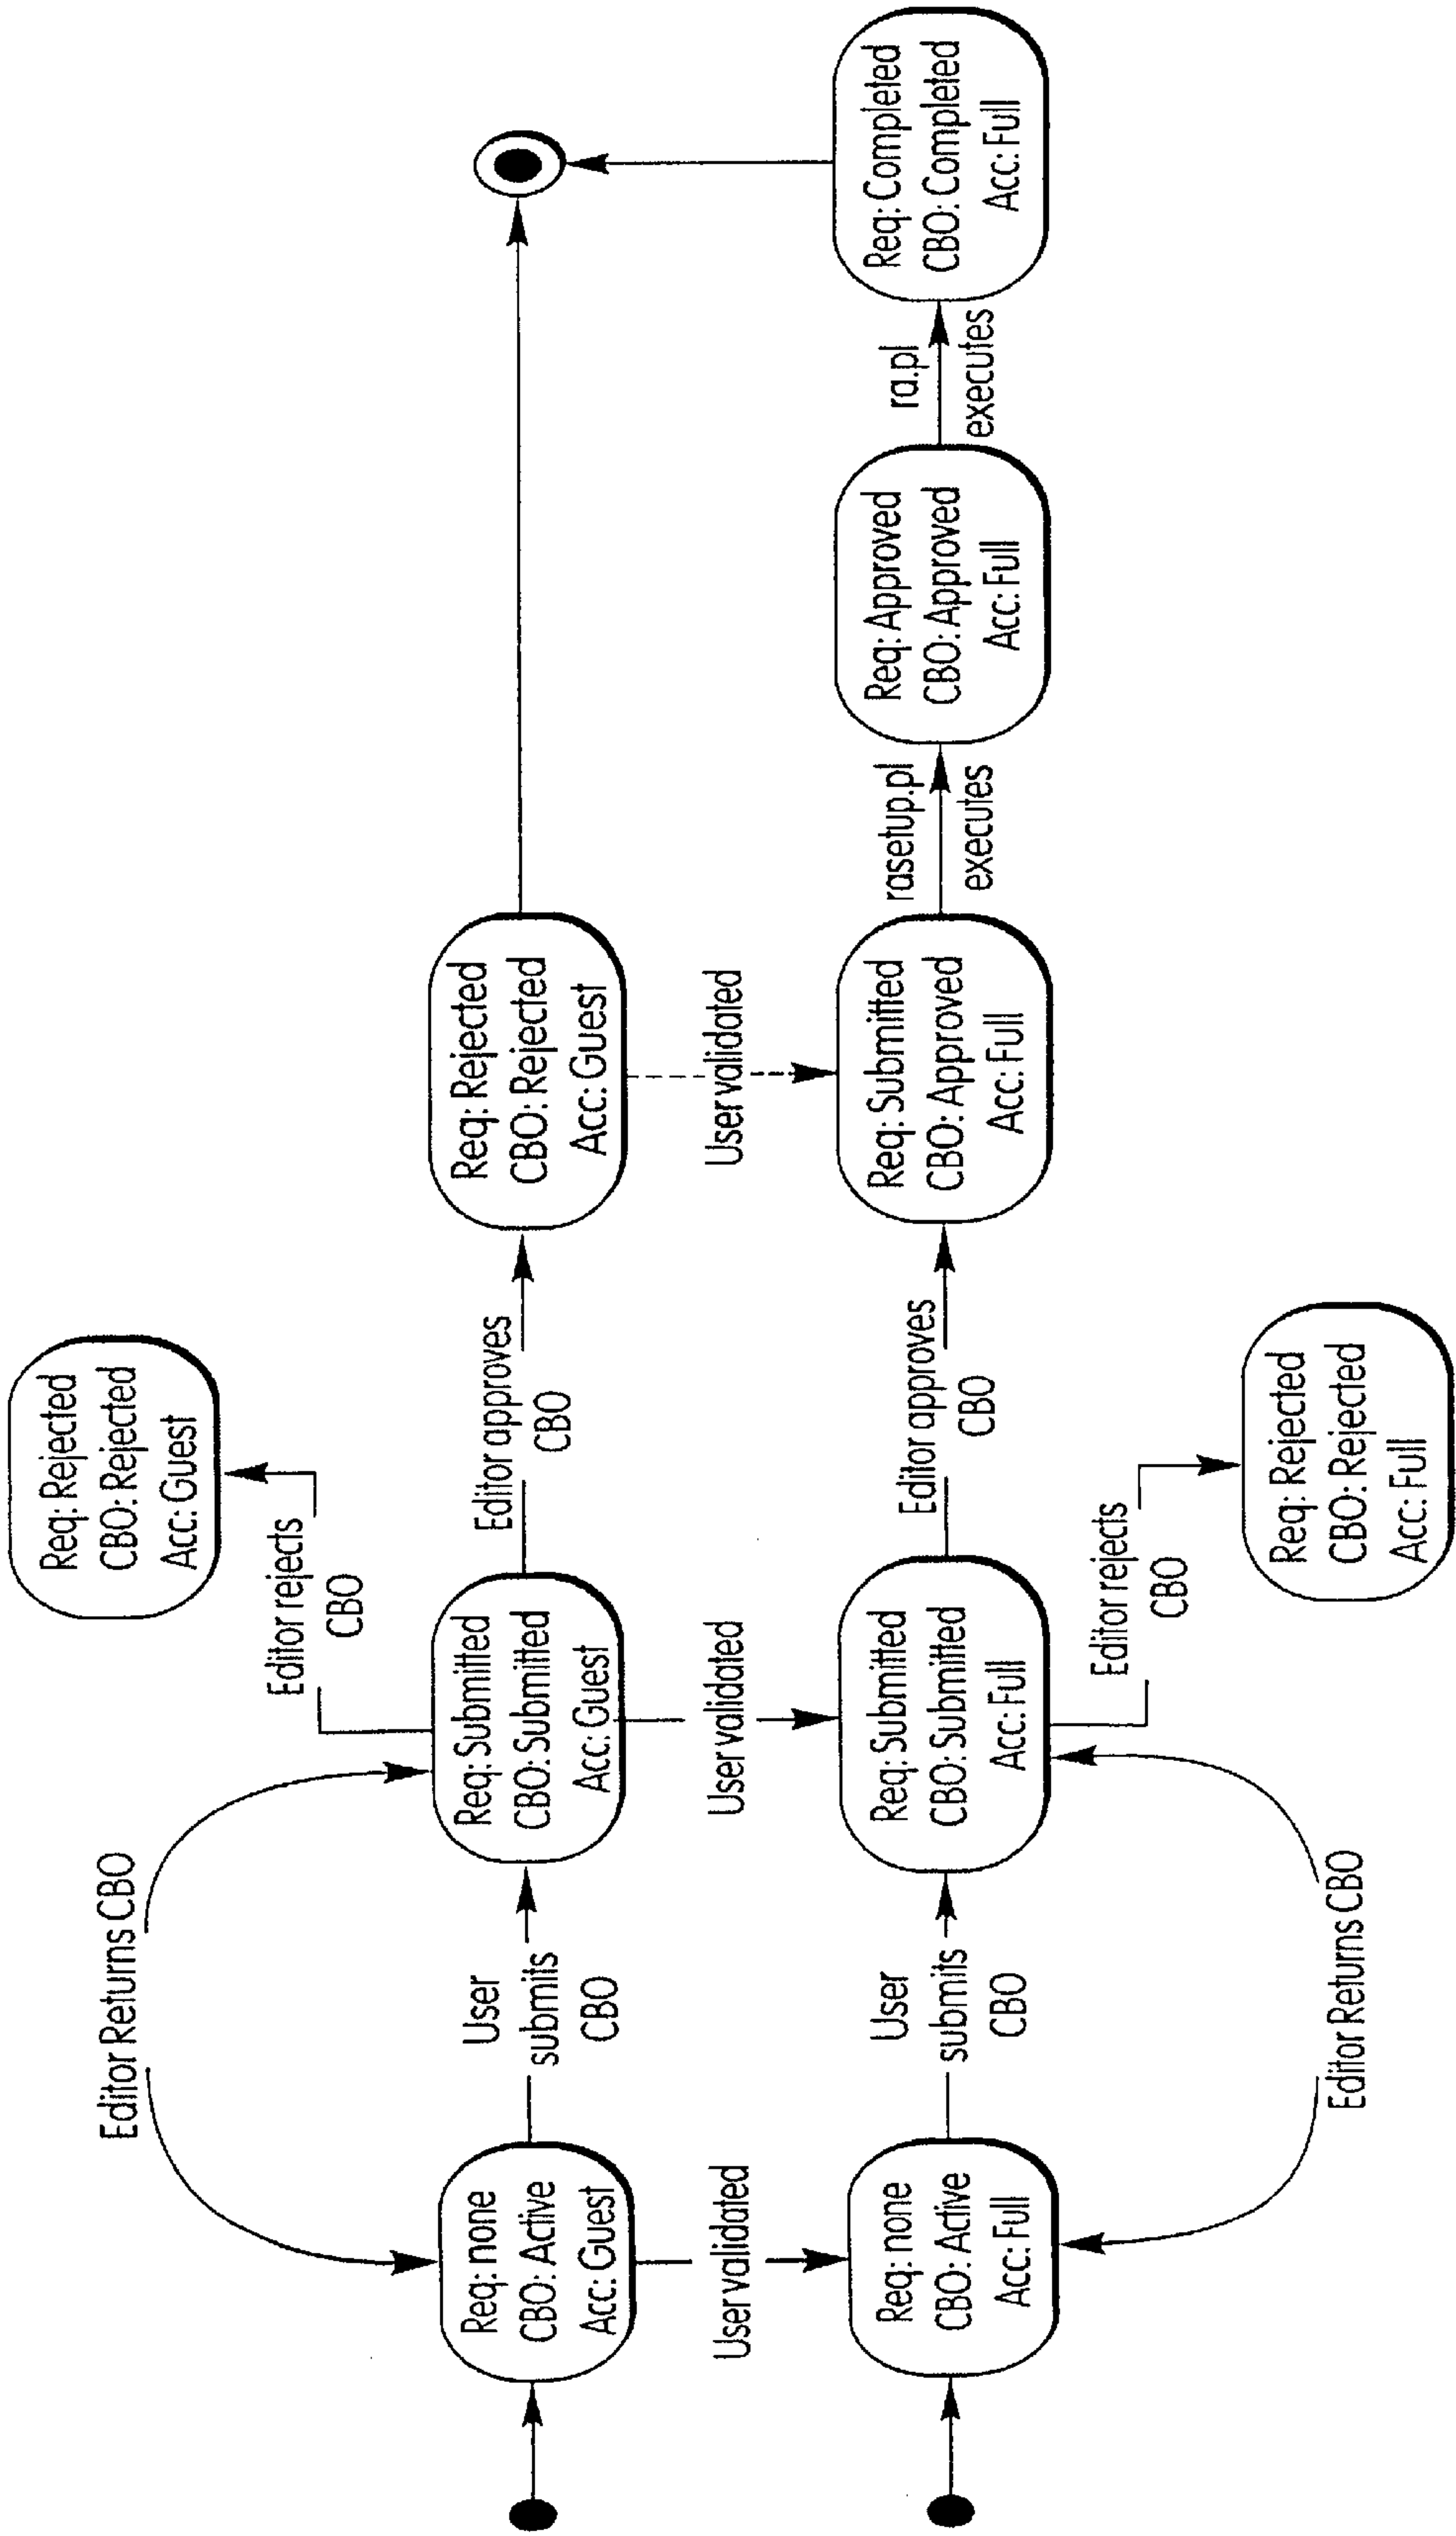 Editor Returns CBO
Editor rejects
CBO
Req: Rejected
CBO: Rejected
Acc: Guest
Req: none
CBO: Active
Acc: Guest
User
submits
CBO
Req: Submitted
CBO: Submitted
Acc: Guest
Editor approves
CBO
Req: Rejected
CBO: Rejected
Acc: Guest
User validated
User validated
User validated
Req: none
CBO: Active
Acc: Full
User
submits
CBO
Req: Submitted
CBO: Submitted
Acc: Full
Editor approves
CBO
Req: Submitted
CBO: Approved
Acc: Full
rasetup.pl
executes
Req: Approved
CBO: Approved
Acc: Full
ra.pl
executes
Req: Completed
CBO: Completed
Acc: Full
Editor Returns CBO
Editor rejects
CBO
Req: Rejected
CBO: Rejected
Acc: Full